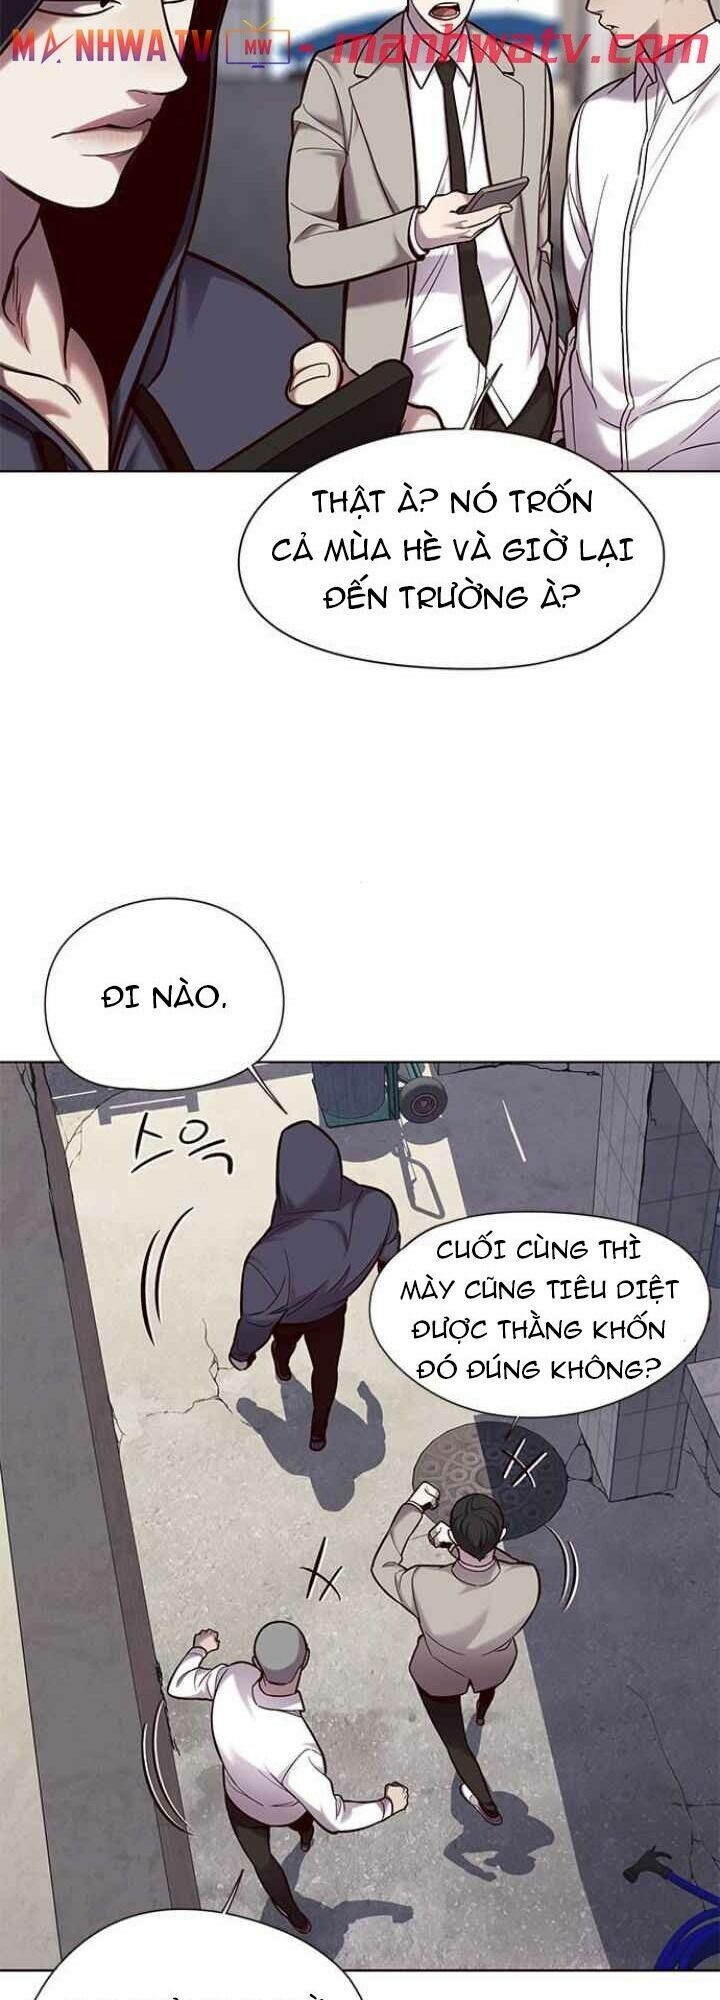 MANHWATV MW - manhwatv.com
THẬT À? NÓ TRỐN
CẢ MÙA HÈ VÀ GIỜ LẠI
ĐẾN TRƯỜNG À?
ĐI NÀO.
스윽
CUỐI CÙNG THÌ
MÀY CŨNG TIÊU DIỆT
ĐƯỢC THẰNG KHỐN
ĐÓ ĐÚNG KHÔNG?